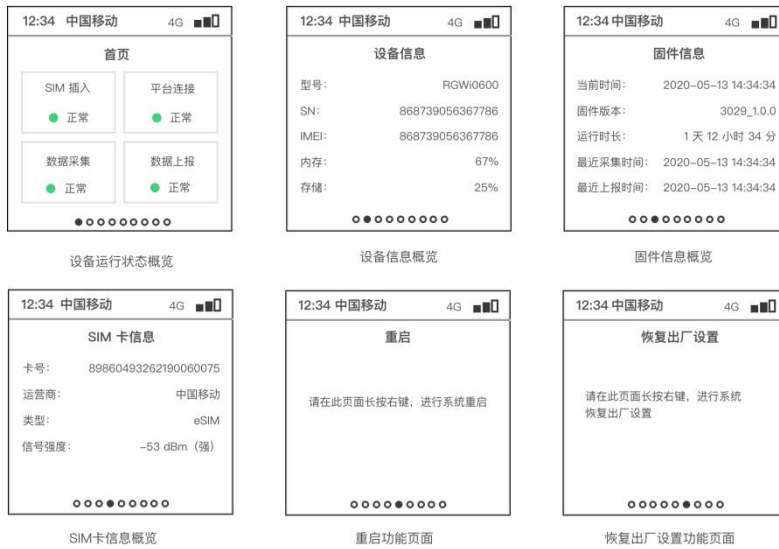 12:34 中国移动 4G
首页
SIM 插入
平台连接
正常
正常
数据采集
数据上报
正常
正常
设备运行状态概览
12:34 中国移动 4G
设备信息
型号： RGWi0600
SN： 868739056367786
IMEI： 868739056367786
内存： 67%
存储： 25%
设备信息概览
12:34 中国移动 4G
固件信息
当前时间： 2020-05-13 14:34:34
固件版本： 3029_1.0.0
运行时长： 1 天 12 小时 34 分
最近采集时间： 2020-05-13 14:34:34
最近上报时间： 2020-05-13 14:34:34
固件信息概览
12:34 中国移动 4G
SIM 卡信息
卡号： 89860493262190060075
运营商： 中国移动
类型： eSIM
信号强度： -53 dBm（强）
SIM卡信息概览
12:34 中国移动 4G
重启
请在此页面长按右键，进行系统重启
重启功能页面
12:34 中国移动 4G
恢复出厂设置
请在此页面长按右键，进行系统
恢复出厂设置
恢复出厂设置功能页面